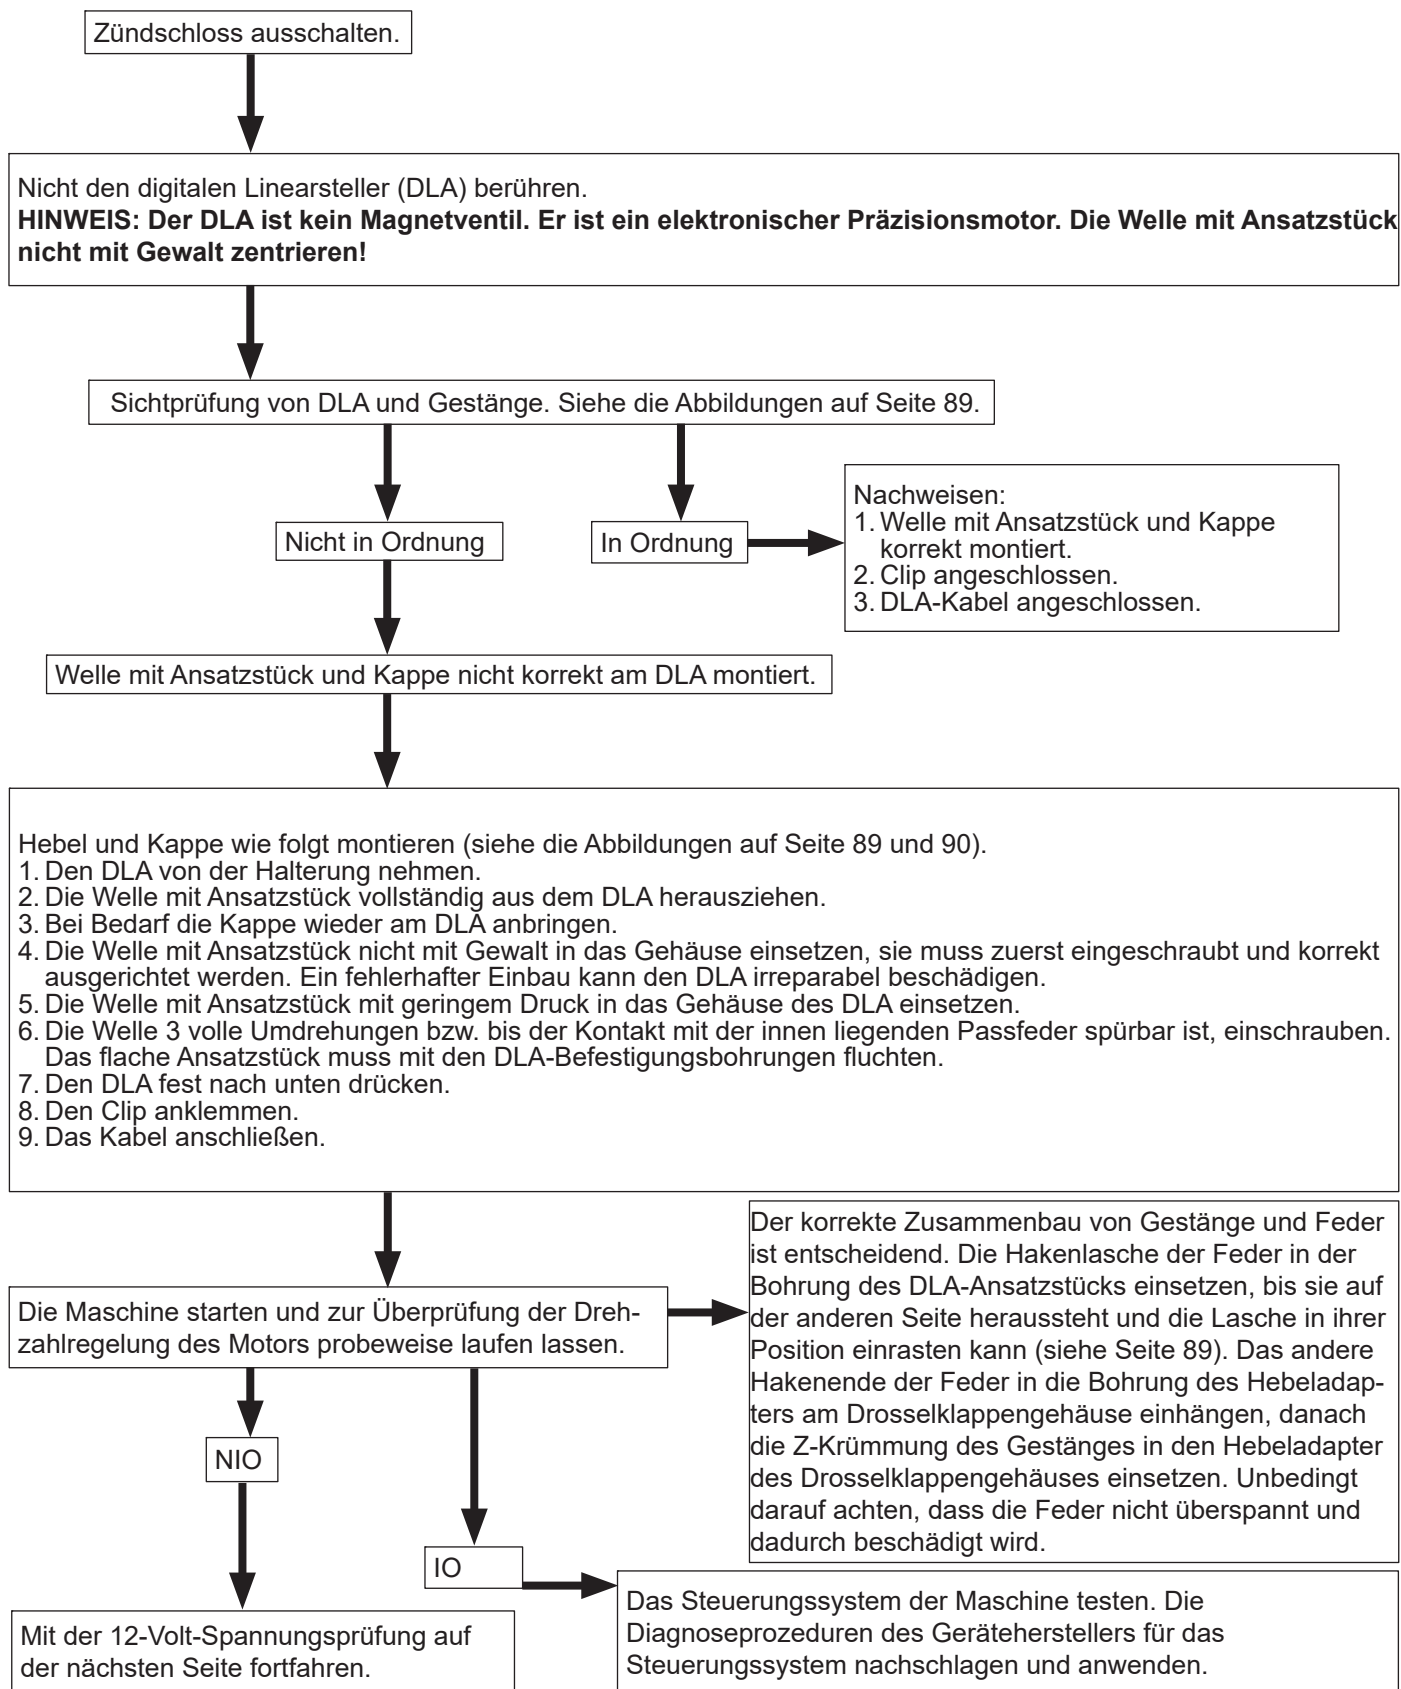 Zündschloss ausschalten.
Nicht den digitalen Linearsteller (DLA) berühren.
HINWEIS: Der DLA ist kein Magnetventil. Er ist ein elektronischer Präzisionsmotor. Die Welle mit Ansatzstück
nicht mit Gewalt zentrieren!
Sichtprüfung von DLA und Gestänge. Siehe die Abbildungen auf Seite 89.
Nicht in Ordnung
In Ordnung
Nachweisen:
1. Welle mit Ansatzstück und Kappe
korrekt montiert.
2. Clip angeschlossen.
3. DLA-Kabel angeschlossen.
Welle mit Ansatzstück und Kappe nicht korrekt am DLA montiert.
Hebel und Kappe wie folgt montieren (siehe die Abbildungen auf Seite 89 und 90).
1. Den DLA von der Halterung nehmen.
2. Die Welle mit Ansatzstück vollständig aus dem DLA herausziehen.
3. Bei Bedarf die Kappe wieder am DLA anbringen.
4. Die Welle mit Ansatzstück nicht mit Gewalt in das Gehäuse einsetzen, sie muss zuerst eingeschraubt und korrekt
ausgerichtet werden. Ein fehlerhafter Einbau kann den DLA irreparabel beschädigen.
5. Die Welle mit Ansatzstück mit geringem Druck in das Gehäuse des DLA einsetzen.
6. Die Welle 3 volle Umdrehungen bzw. bis der Kontakt mit der innen liegenden Passfeder spürbar ist, einschrauben.
Das flache Ansatzstück muss mit den DLA-Befestigungsbohrungen fluchten.
7. Den DLA fest nach unten drücken.
8. Den Clip anklemmen.
9. Das Kabel anschließen.
Die Maschine starten und zur Überprüfung der Dreh-
zahlregelung des Motors probeweise laufen lassen.
Der korrekte Zusammenbau von Gestänge und Feder
ist entscheidend. Die Hakenlasche der Feder in der
Bohrung des DLA-Ansatzstücks einsetzen, bis sie auf
der anderen Seite heraussteht und die Lasche in ihrer
Position einrasten kann (siehe Seite 89). Das andere
Hakenende der Feder in die Bohrung des Hebeladap-
ters am Drosselklappengehäuse einhängen, danach
die Z-Krümmung des Gestänges in den Hebeladapter
des Drosselklappengehäuses einsetzen. Unbedingt
darauf achten, dass die Feder nicht überspannt und
dadurch beschädigt wird.
NIO
IO
Mit der 12-Volt-Spannungsprüfung auf
der nächsten Seite fortfahren.
Das Steuerungssystem der Maschine testen. Die
Diagnoseprozeduren des Geräteherstellers für das
Steuerungssystem nachschlagen und anwenden.